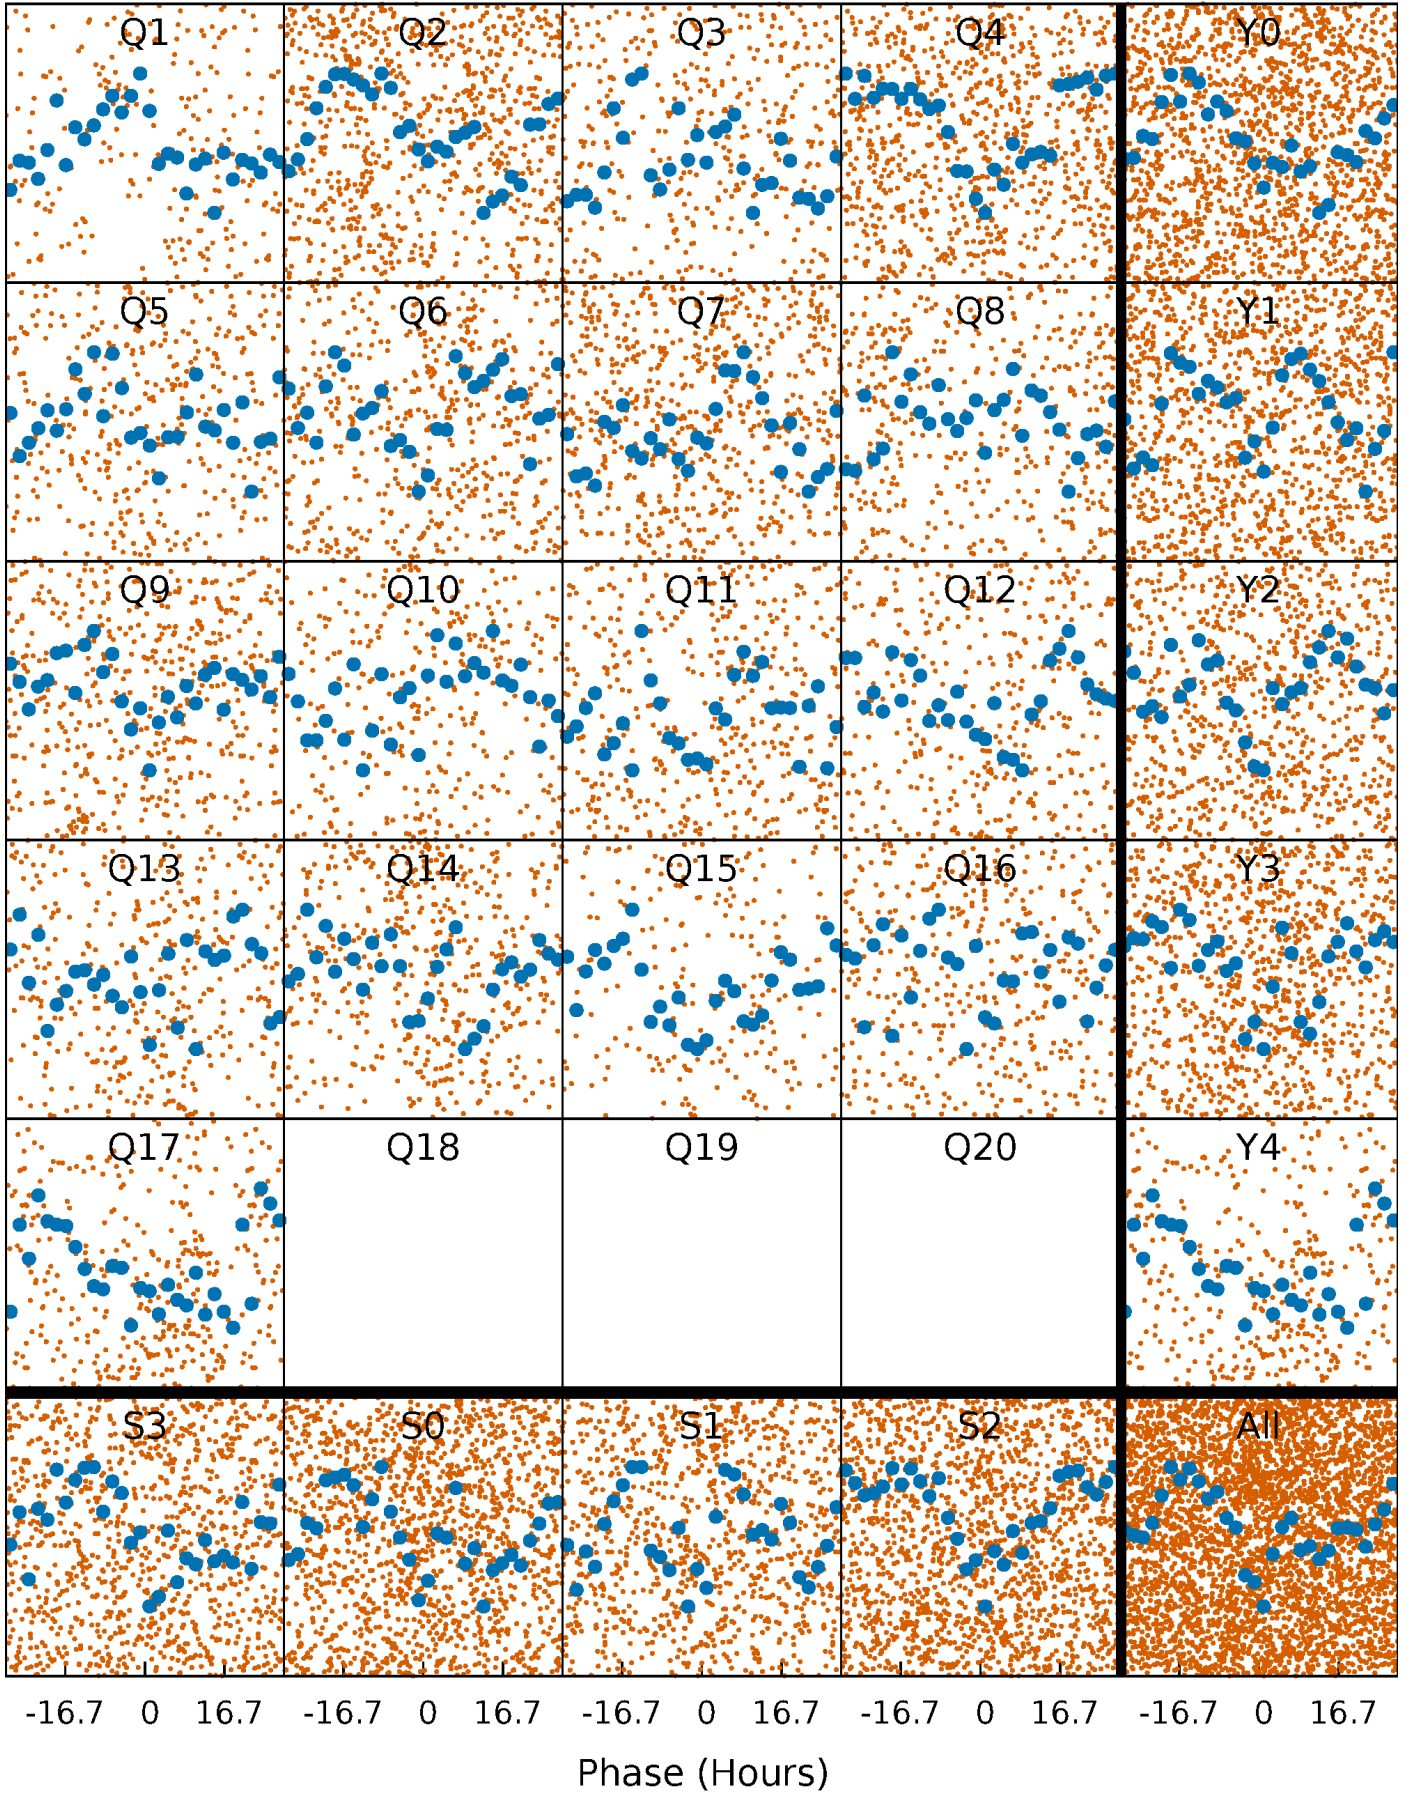 Q1 Q2 Q3 Q4 Y0
Q5 Q6 Q7 Q8 Y1
Q9 Q10 Q11 Q12 Y2
Q13 Q14 Q15 Q16 Y3
Q17 Q18 Q19 Q20 Y4
S3 S0 S1 S2 All
-16.7 0 16.7 -16.7 0 16.7 -16.7 0 16.7 -16.7 0 16.7 -16.7 0 16.7
Phase (Hours)